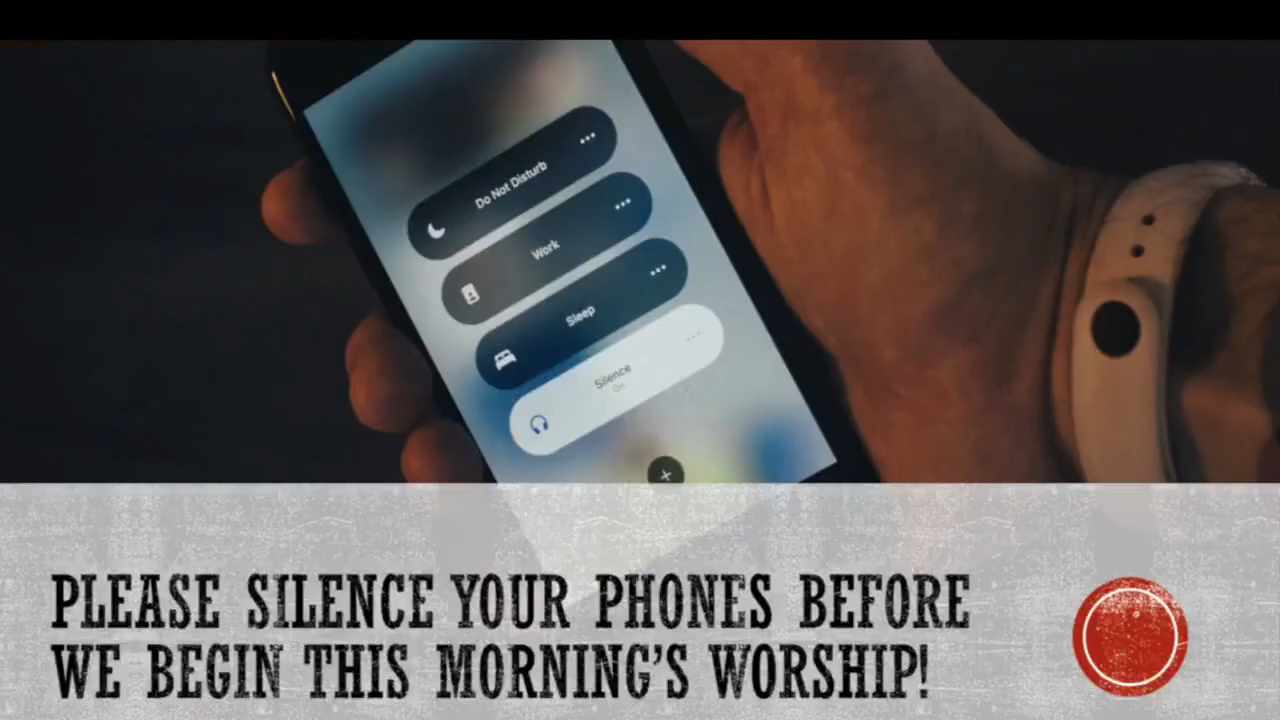 Do Not Disturb
Work
Sleep
Silence
On
PLEASE SILENCE YOUR PHONES BEFORE
WE BEGIN THIS MORNING'S WORSHIP!